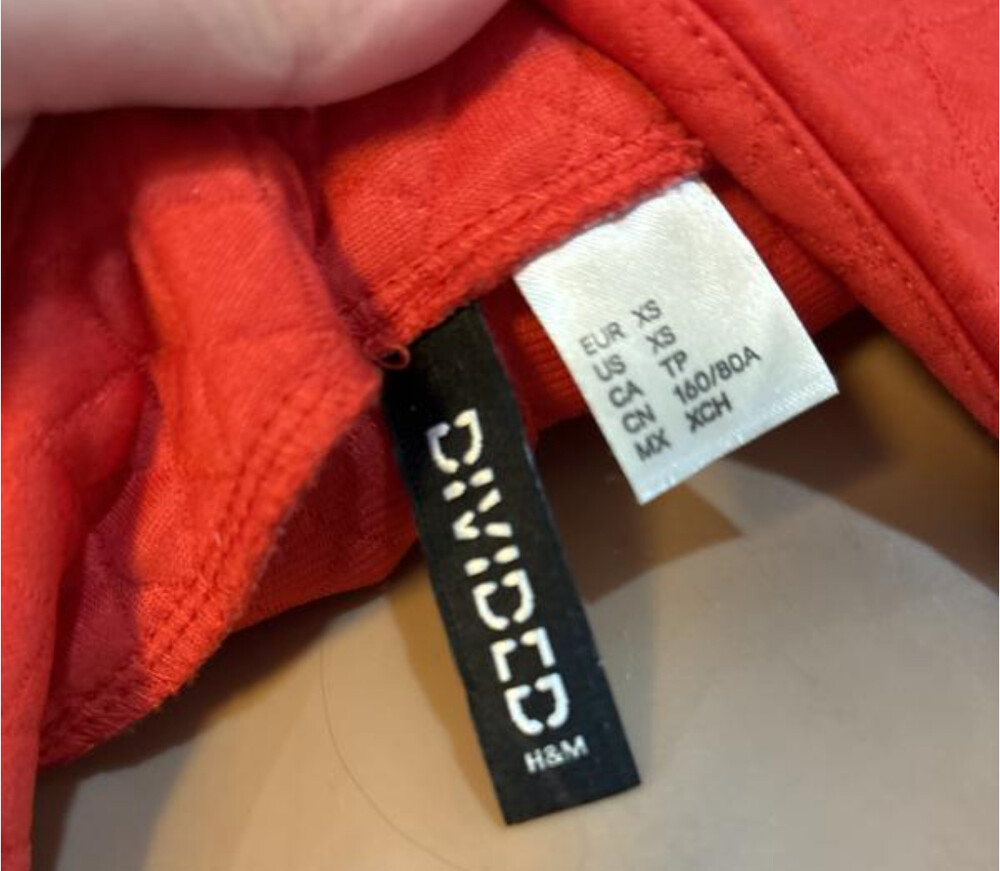 EUR XS
US XS
CA TP
CN 160/80A
MX XCH
DIVIDED
H&M